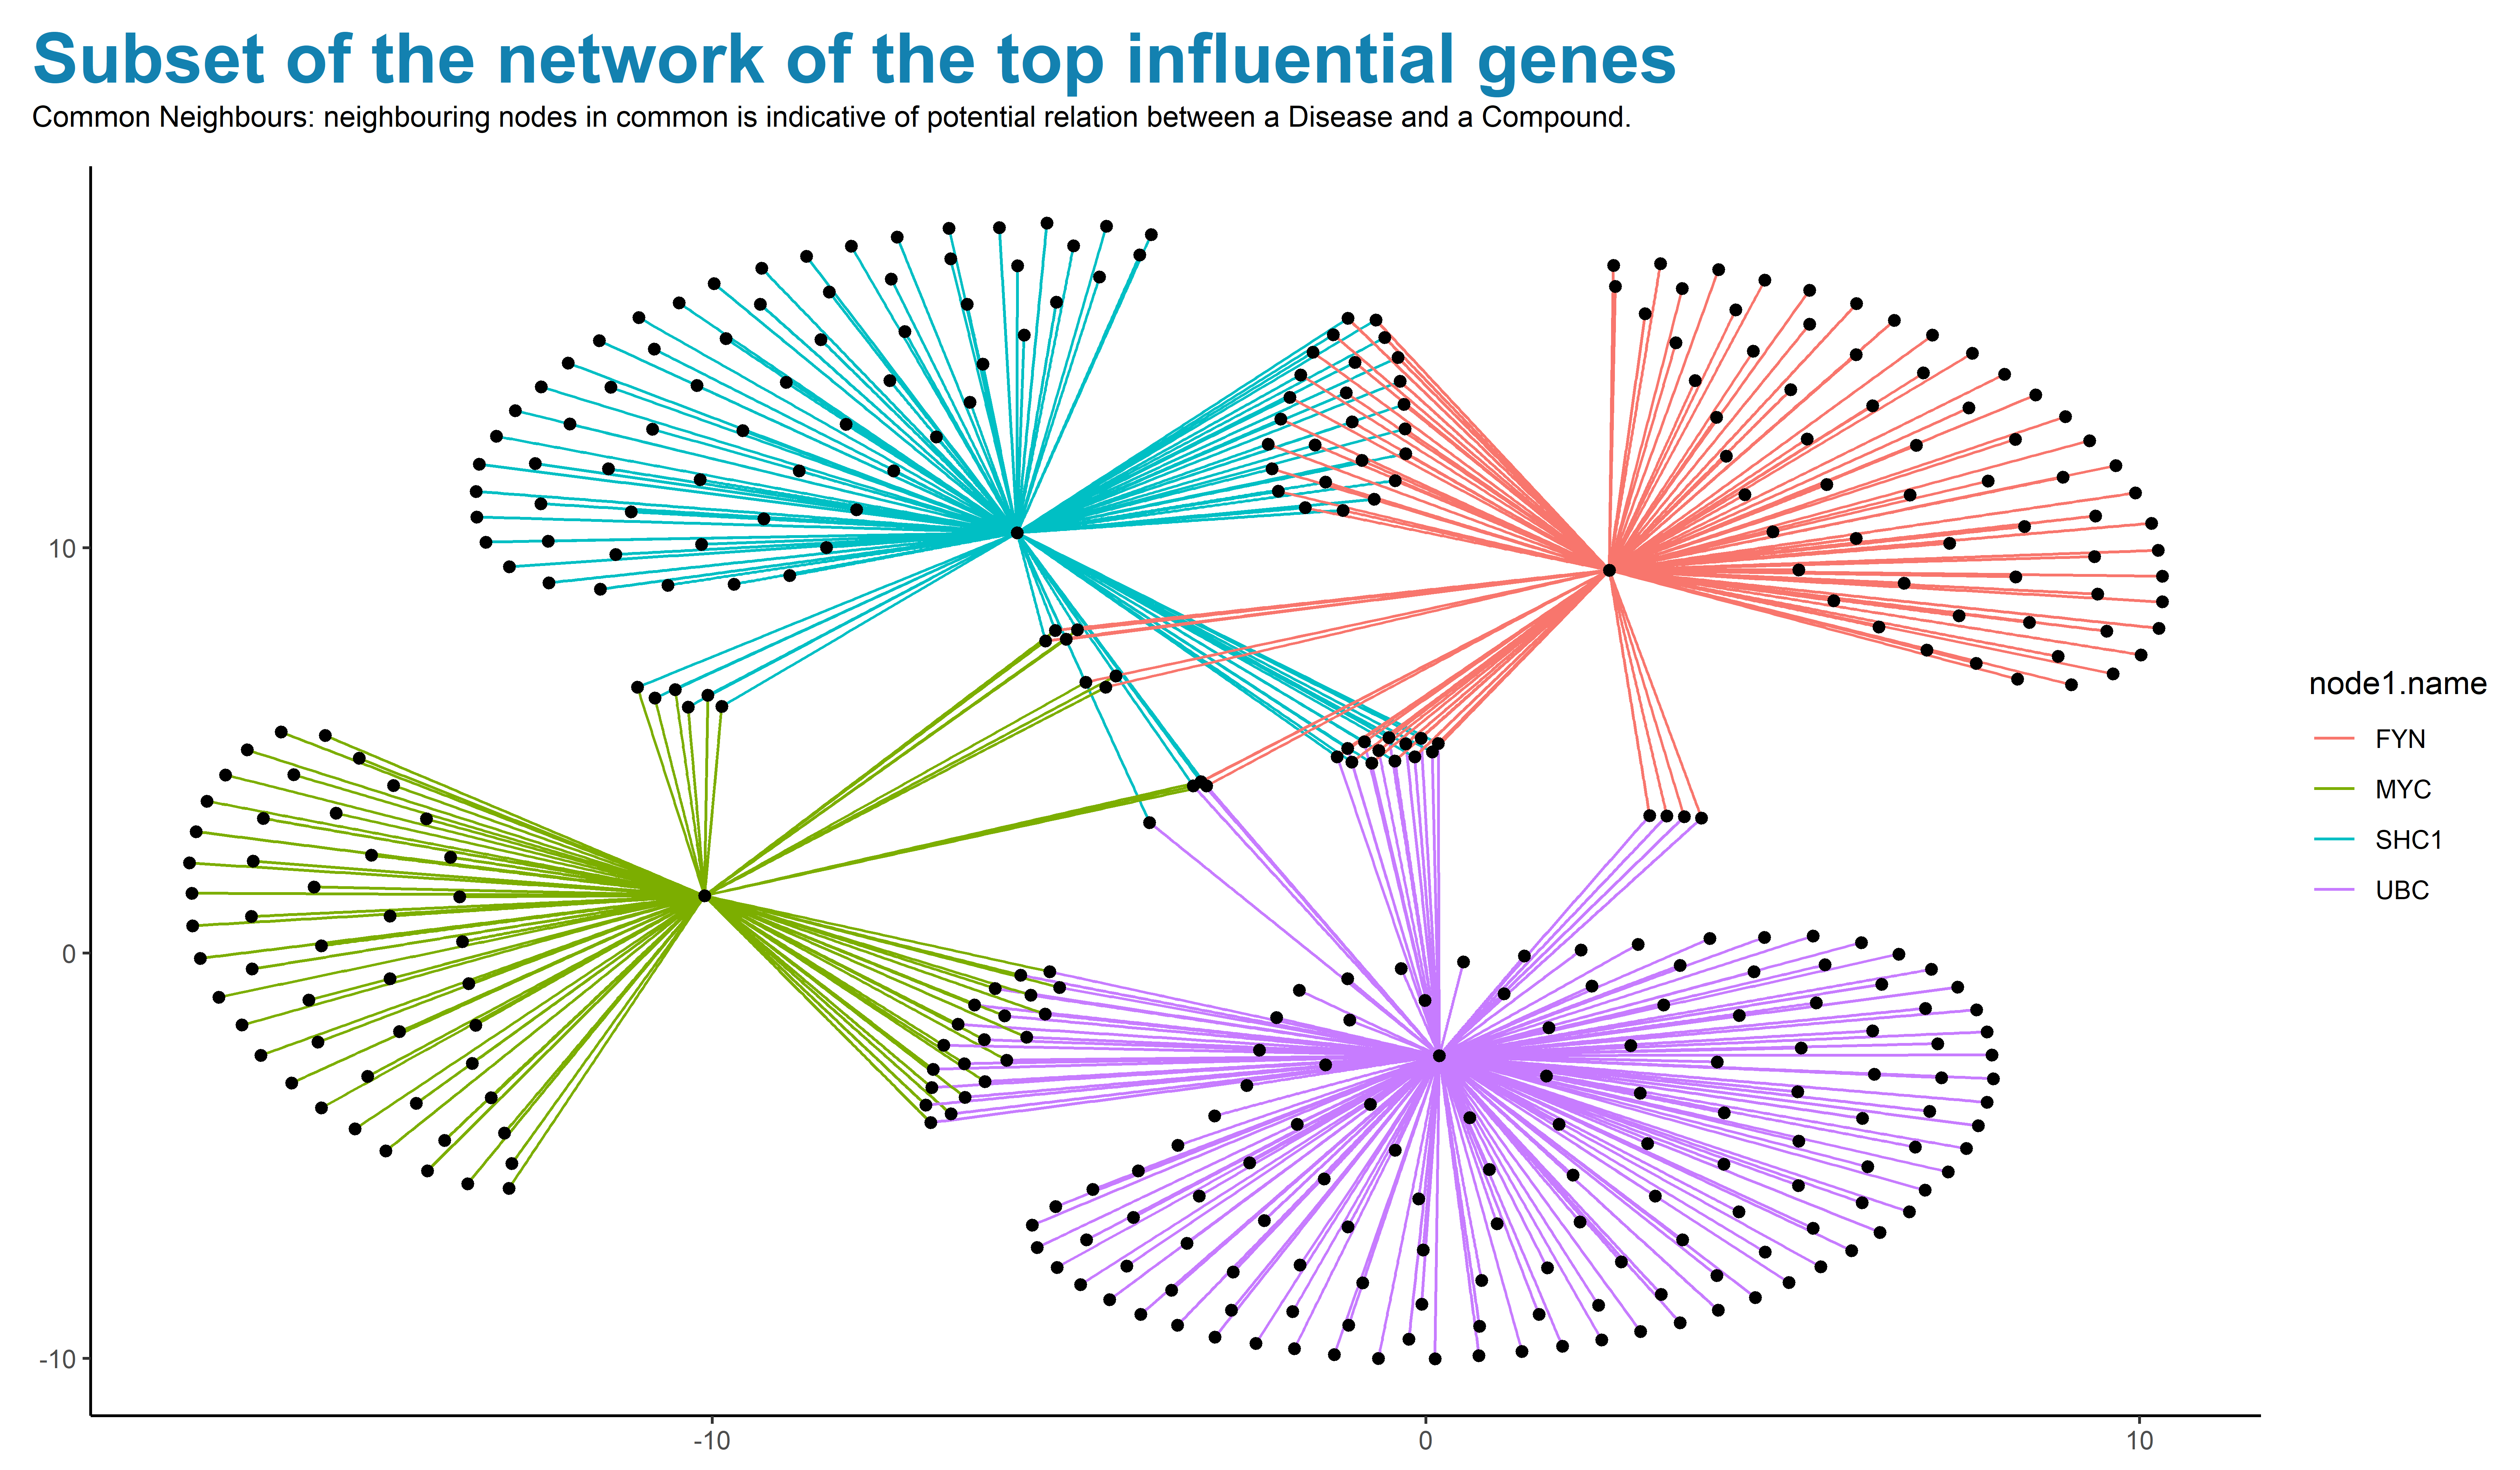 Subset of the network of the top influential genes
Common Neighbours: neighbouring nodes in common is indicative of potential relation between a Disease and a Compound.
10
0
-10
-10
0
10
node1.name
FYN
MYC
SHC1
UBC